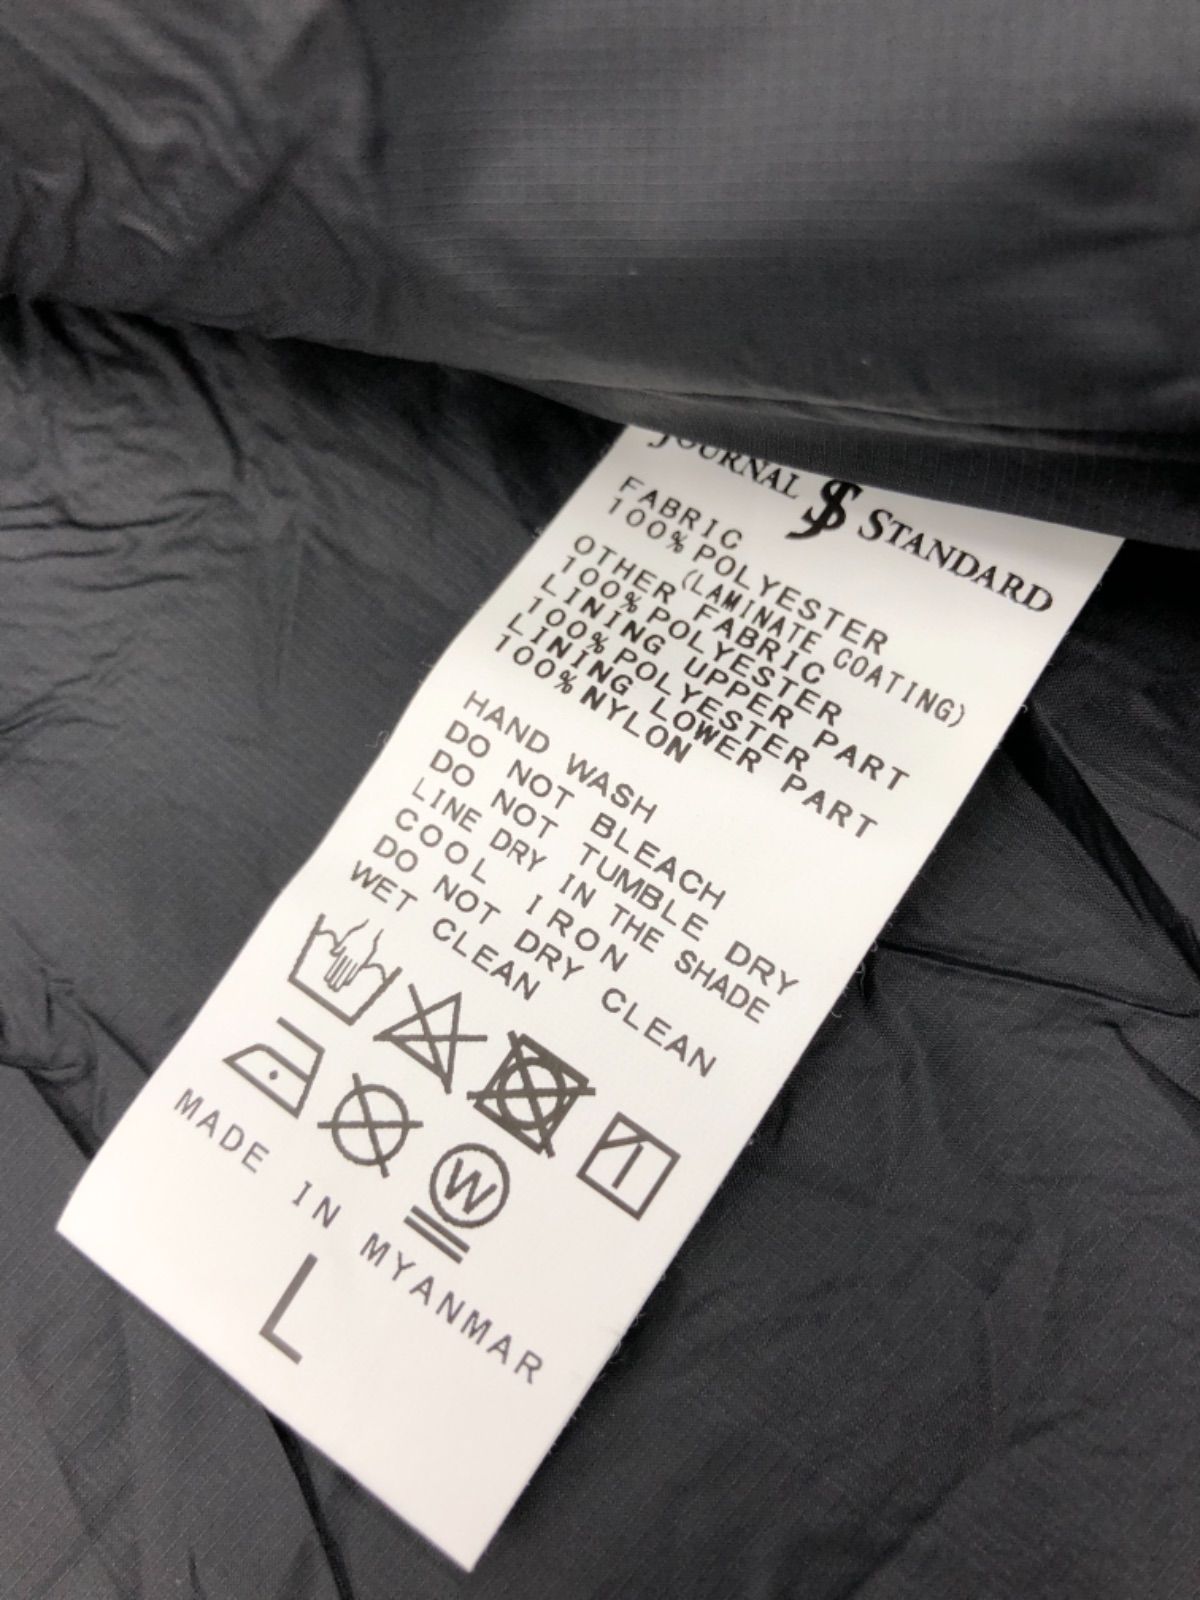 JOURNAL JS STANDARD
FABRIC
100%POLYESTER
(LAMINATE COATING)
OTHER FABRIC
100%POLYESTER
LINING UPPER PART
100%POLYESTER
LINING LOWER PART
100%NYLON
HAND WASH
DO NOT BLEACH
DO NOT TUMBLE DRY
LINE DRY IN THE SHADE
COOL IRON
DO NOT DRY CLEAN
WET CLEAN
W
MADE IN MYANMAR
L